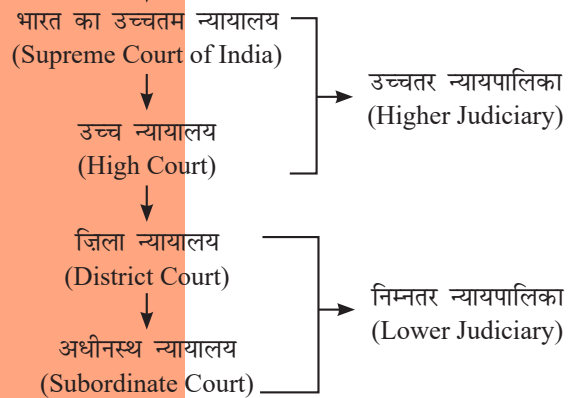 भारत का उच्चतम न्यायालय
(Supreme Court of India)
उच्चतर न्यायपालिका
(Higher Judiciary)
उच्च न्यायालय
(High Court)
ज़िला न्यायालय
(District Court)
निम्नतर न्यायपालिका
(Lower Judiciary)
अधीनस्थ न्यायालय
(Subordinate Court)